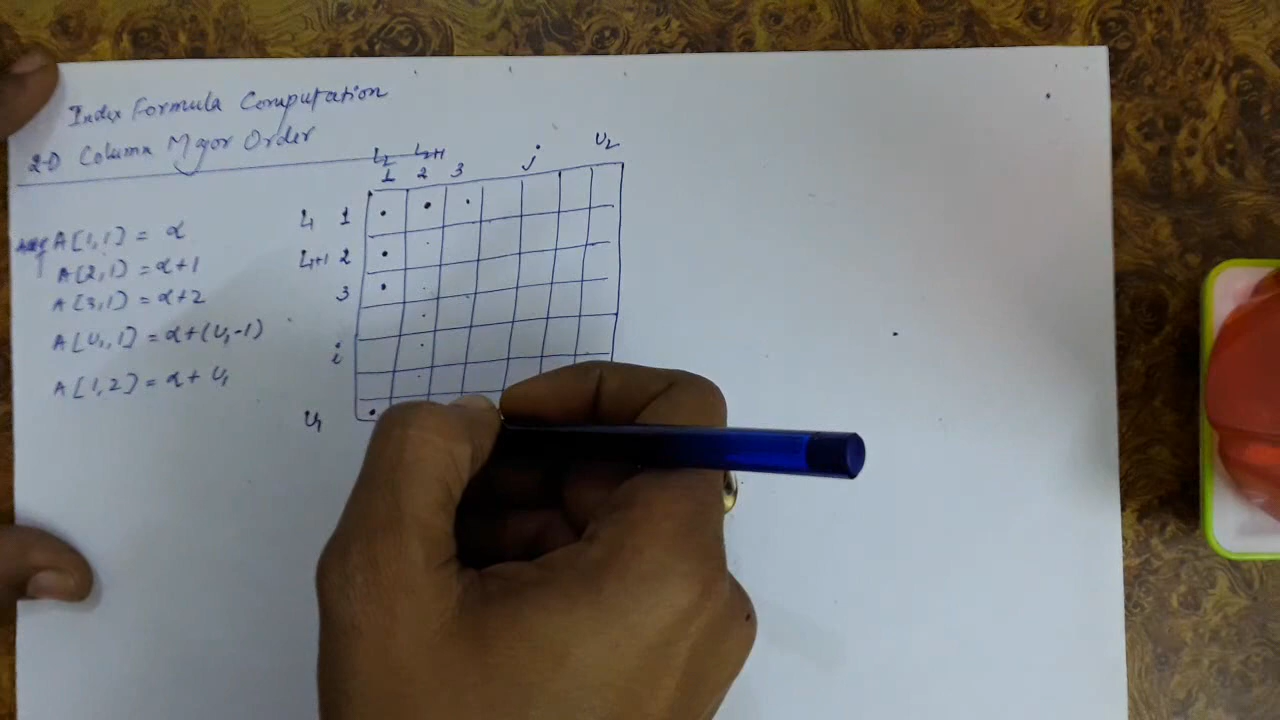 Index Formula Computation
2-D Column Major Order
L2 L2+1 j U2
1 2 3
L1 1
L1+1 2
3
i
U1
A[1,1] = α
A[2,1] = α+1
A[3,1] = α+2
A[U1,1] = α+(U1-1)
A[1,2] = α+U1